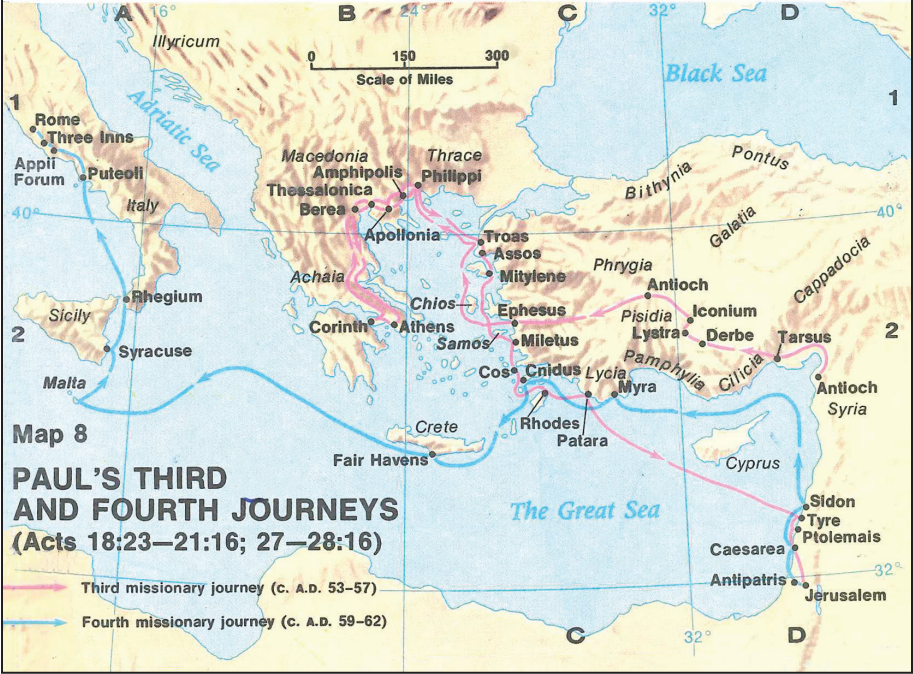 A 16° B 24° C 32° D
Illyricum
0 150 300
Scale of Miles
Black Sea
1
1
Adriatic Sea
Rome
Three Inns
Appii
Forum
Puteoli
Italy
40°
40°
Macedonia
Thrace
Amphipolis
Philippi
Thessalonica
Berea
Apollonia
Bithynia
Pontus
Galatia
Cappadocia
Troas
Assos
Mitylene
Phrygia
Achaia
Antioch
Chios
Rhegium
Sicily
2
2
Ephesus
Pisidia
Iconium
Lystra
Derbe
Corinth
Athens
Samos
Miletus
Tarsus
Syracuse
Pamphylia
Cilicia
Malta
Cos
Cnidus
Lycia
Myra
Antioch
Syria
Rhodes
Patara
Crete
Fair Havens
Cyprus
Map 8
PAUL'S THIRD
AND FOURTH JOURNEYS
(Acts 18:23—21:16; 27—28:16)
The Great Sea
Sidon
Tyre
Ptolemais
Caesarea
Antipatris
32°
Jerusalem
Third missionary journey (C. A.D. 53–57)
Fourth missionary journey (C. A.D. 59–62)
C 32° D